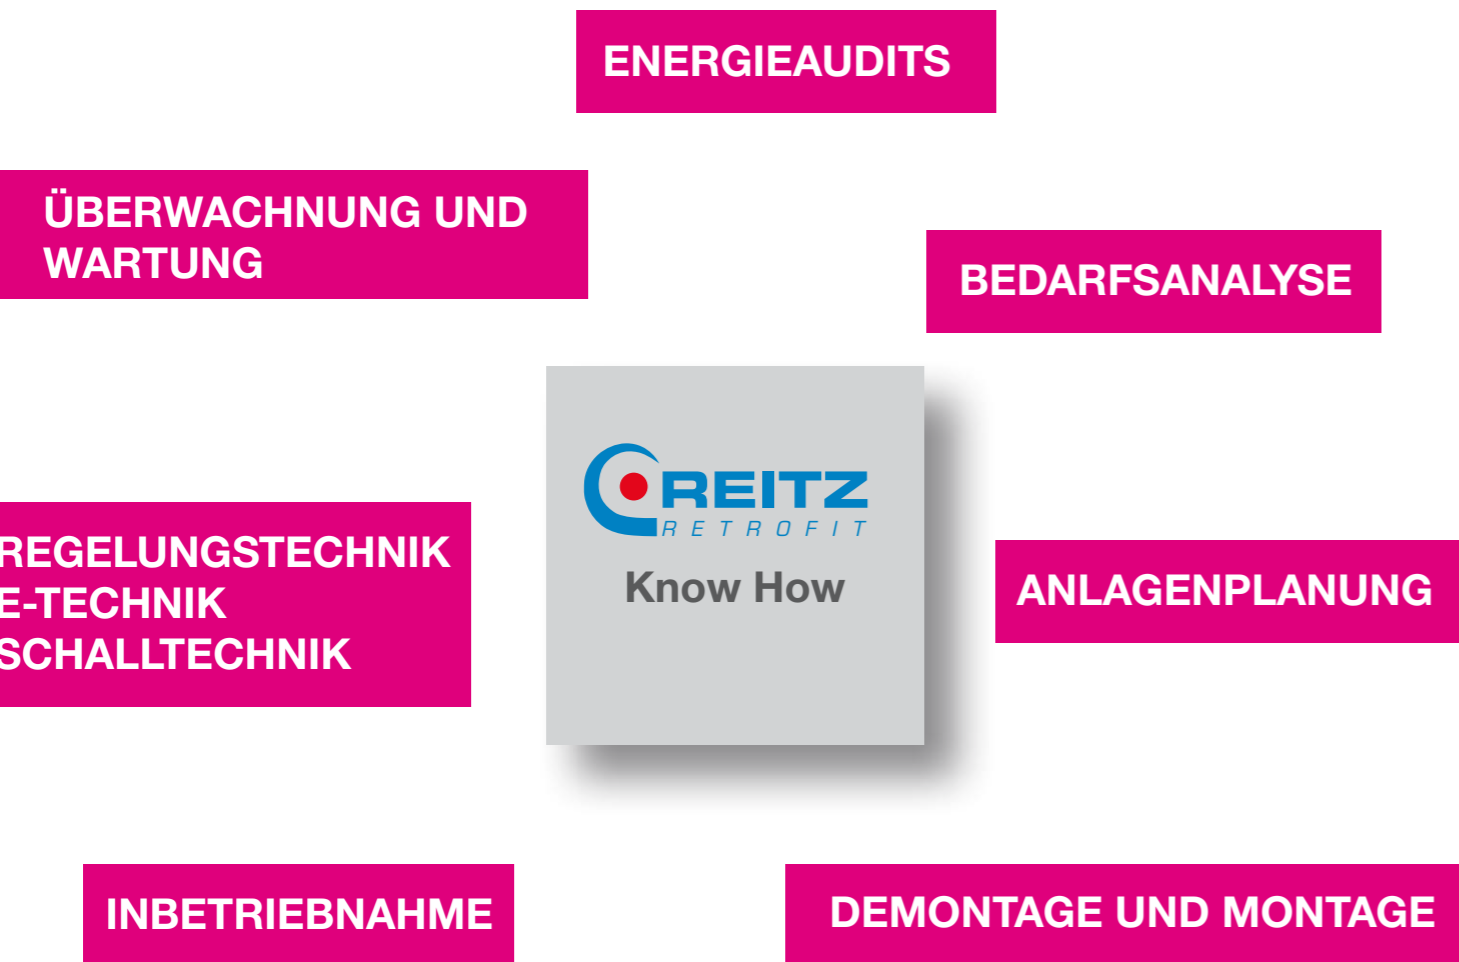 ENERGIEAUDITS
ÜBERWACHNUNG UND
WARTUNG
BEDARFSANALYSE
REITZ
RETROFIT
Know How
REGELUNGSTECHNIK
E-TECHNIK
SCHALLTECHNIK
ANLAGENPLANUNG
INBETRIEBNAHME
DEMONTAGE UND MONTAGE